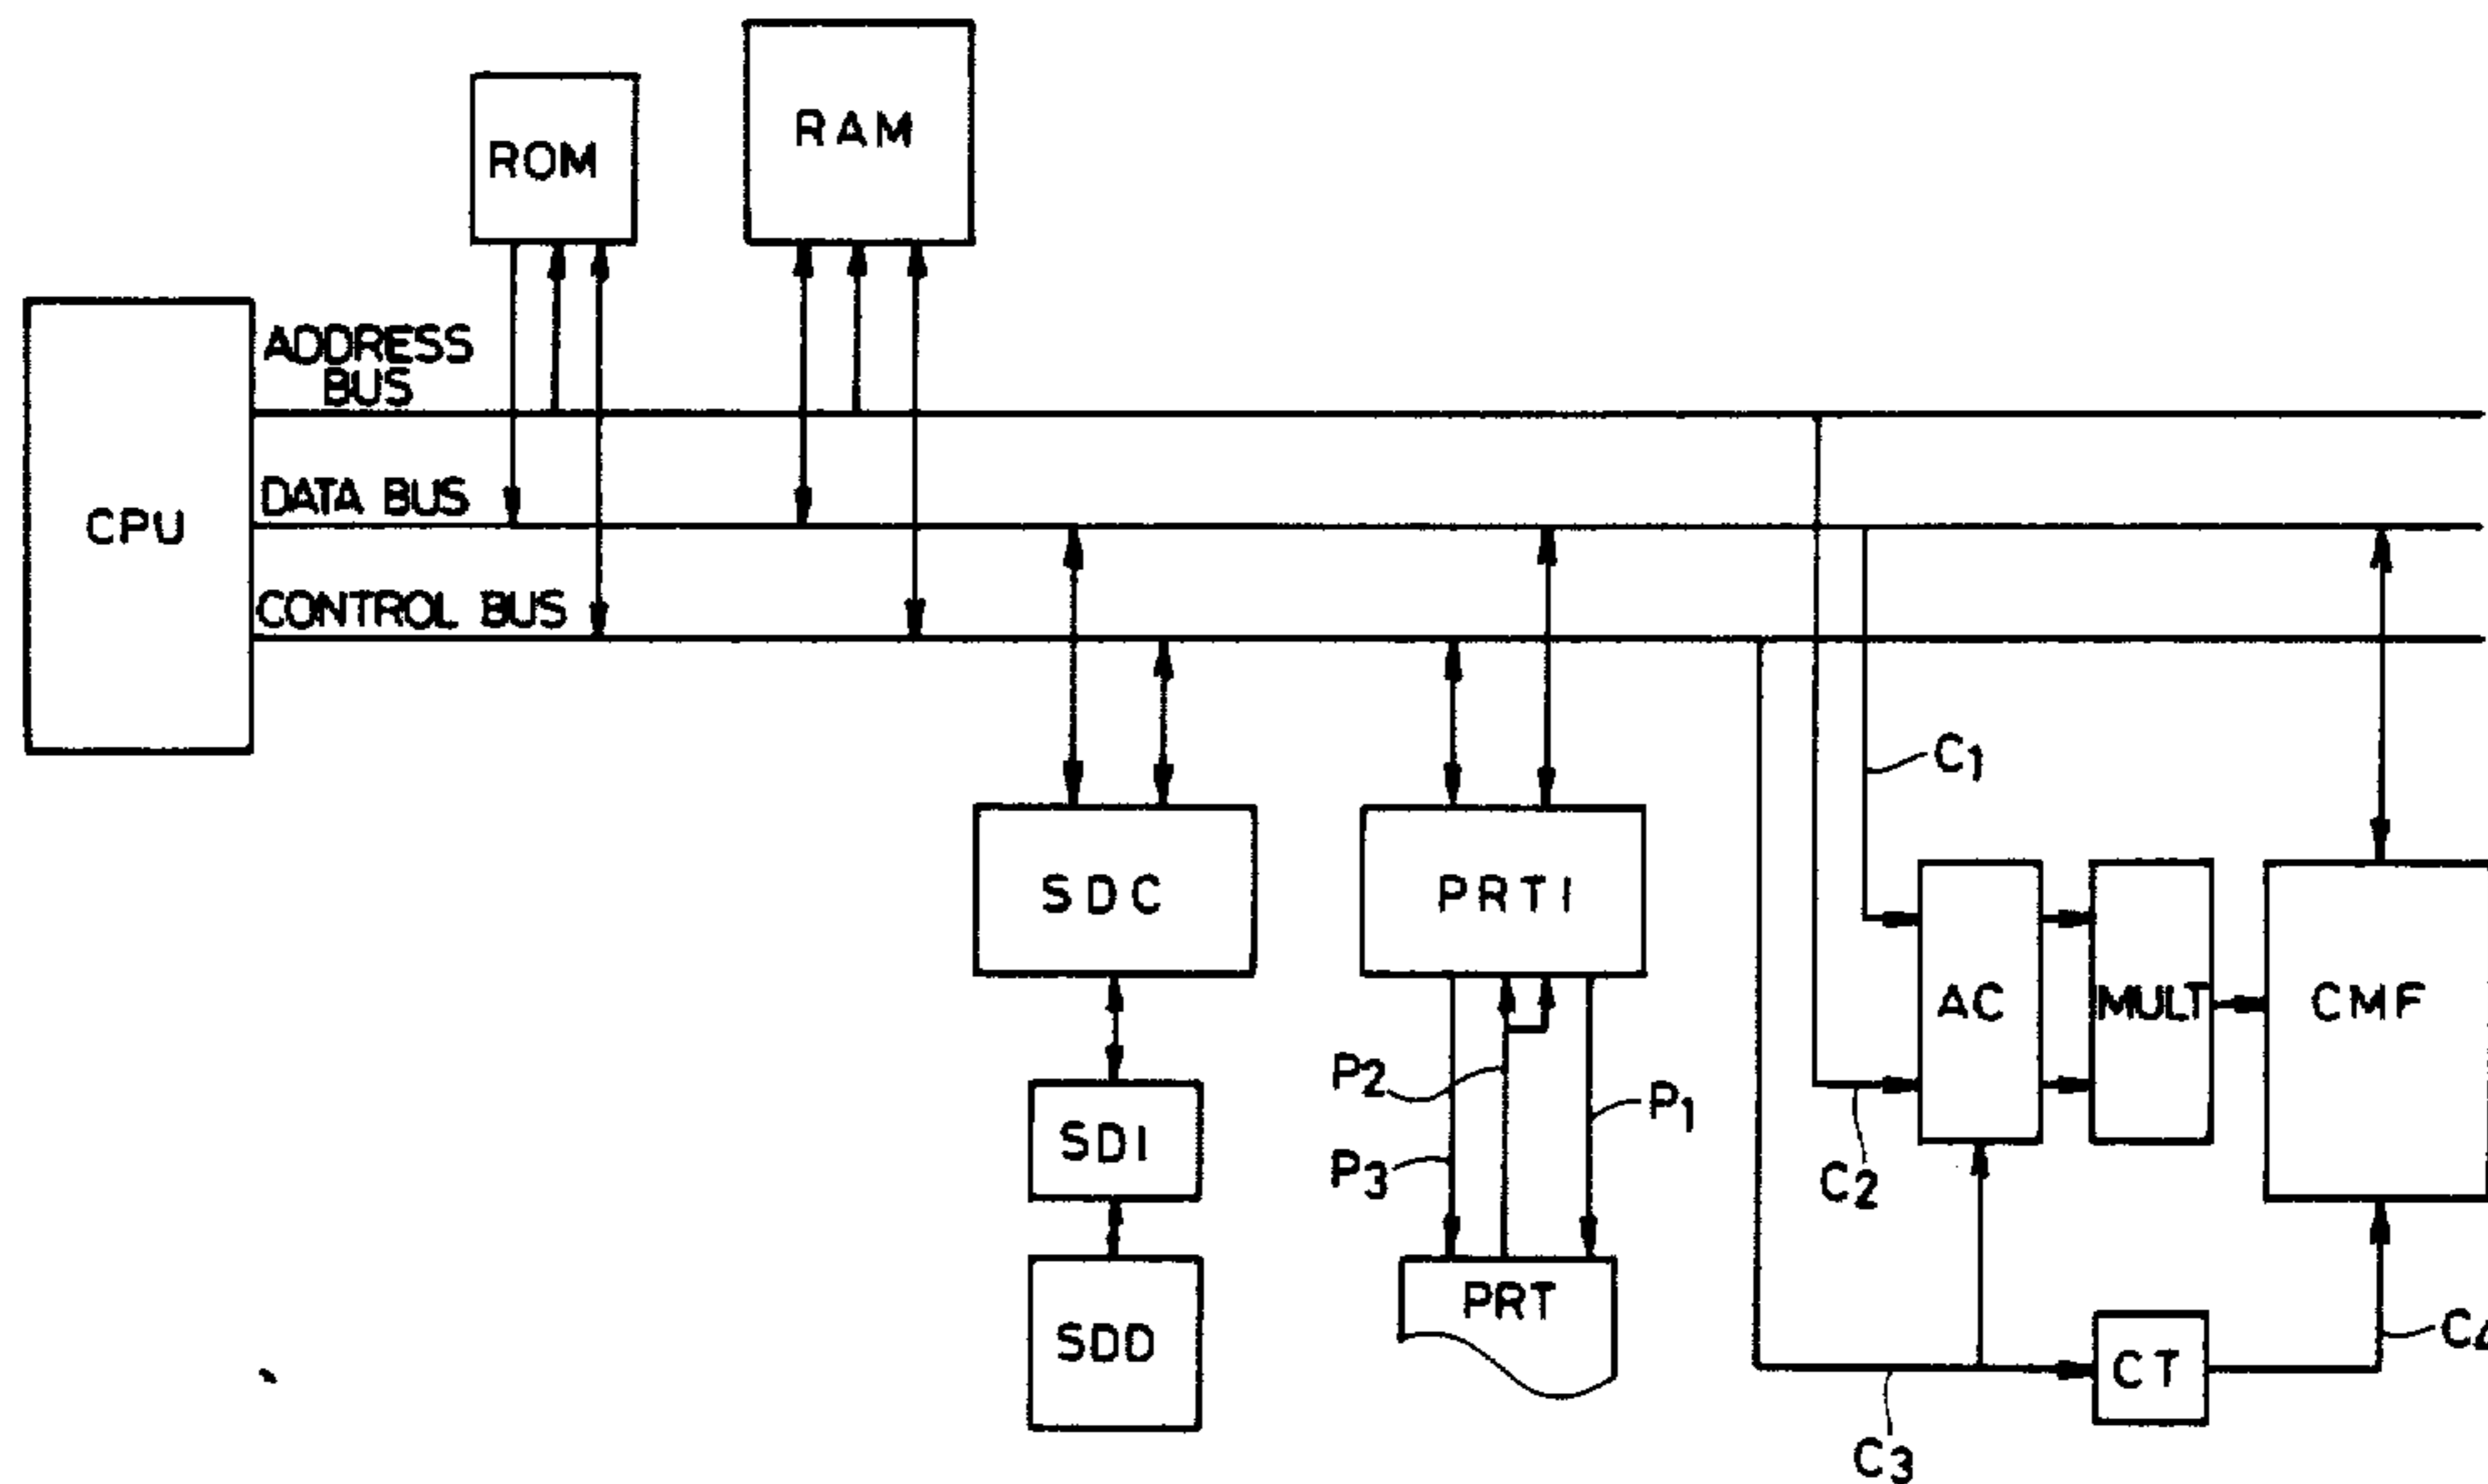 RAM
ROM
ADDRESS
BUS
DATA BUS
CPU
CONTROL BUS
C1
SDC
PRTI
AC
MULT
CMF
P2
P1
SDI
P3
C2
PRT
SDD
CT
C4
C3